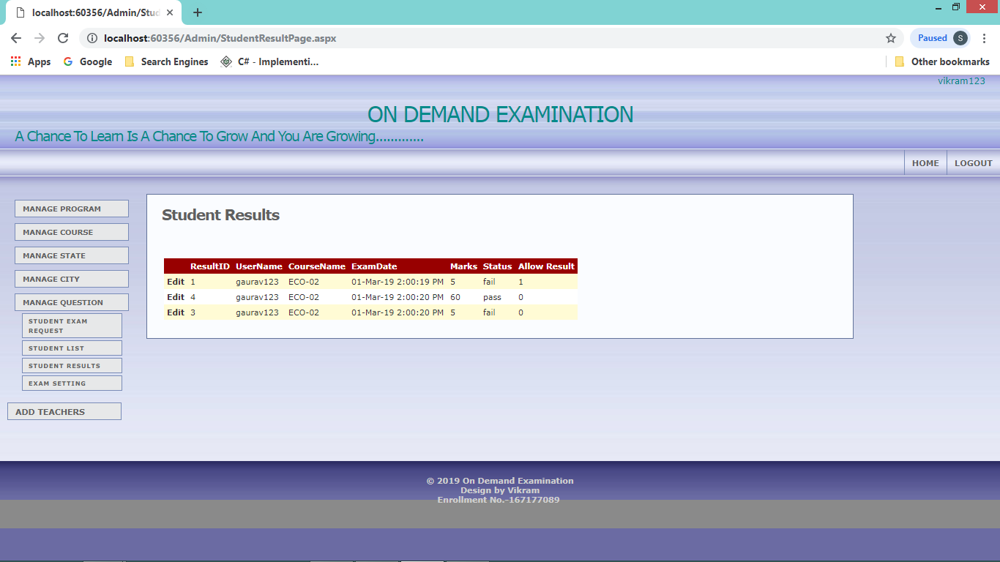 localhost:60356/Admin/Stud
localhost:60356/Admin/StudentResultPage.aspx
Paused S
Apps Google Search Engines C# - Implementi... Other bookmarks
vikram123
ON DEMAND EXAMINATION
A Chance To Learn Is A Chance To Grow And You Are Growing.............
HOME LOGOUT
MANAGE PROGRAM
MANAGE COURSE
MANAGE STATE
MANAGE CITY
MANAGE QUESTION
STUDENT EXAM
REQUEST
STUDENT LIST
STUDENT RESULTS
EXAM SETTING
ADD TEACHERS
Student Results
ResultID UserName CourseName ExamDate Marks Status Allow Result
Edit 1 gaurav123 ECO-02 01-Mar-19 2:00:19 PM 5 fail 1
Edit 4 gaurav123 ECO-02 01-Mar-19 2:00:20 PM 60 pass 0
Edit 3 gaurav123 ECO-02 01-Mar-19 2:00:20 PM 5 fail 0
© 2019 On Demand Examination
Design by Vikram
Enrollment No.-167177089